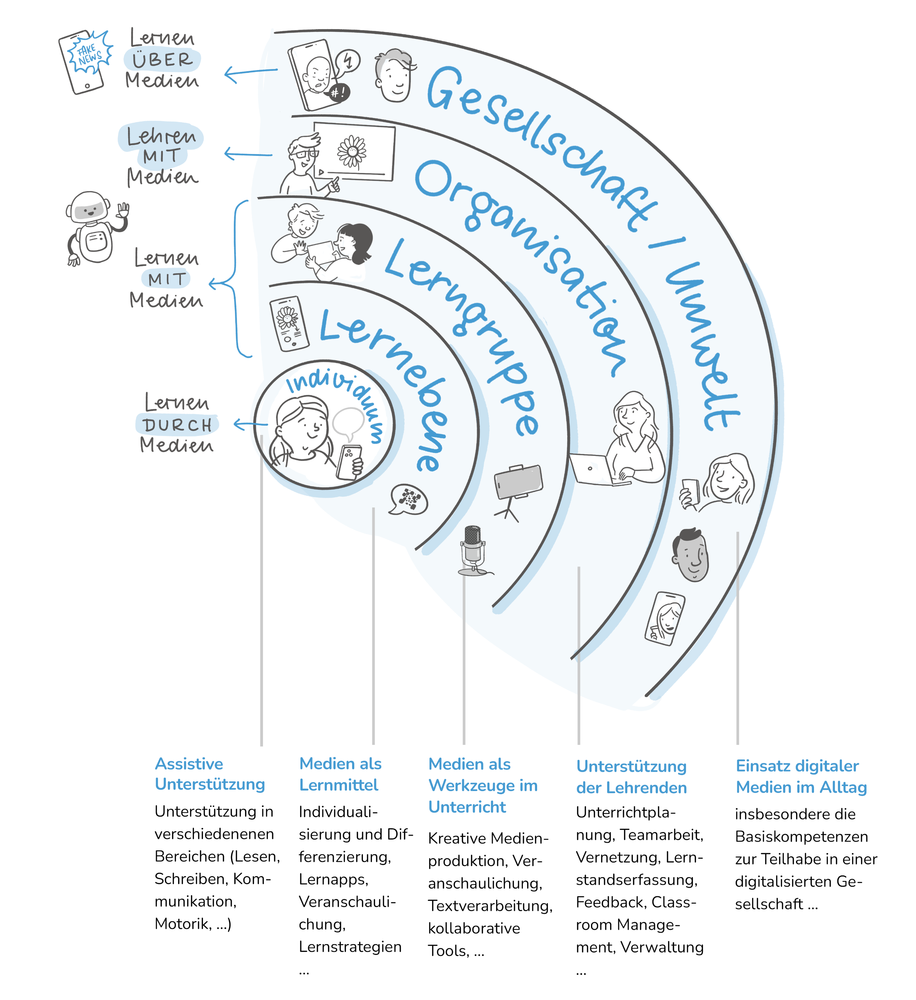 FAKE
NEWS
Lernen
ÜBER
Medien
#!
Lehren
MIT
Medien
Lernen
MIT
Medien
Lernen
DURCH
Medien
Gesellschaft / Umwelt
Organisation
Lerngruppe
Lernebene
Individuum
Assistive
Unterstützung
Unterstützung in
verschiedenenen
Bereichen (Lesen,
Schreiben, Kom-
munikation,
Motorik, ...)
Medien als
Lernmittel
Individuali-
sierung und Dif-
ferenzierung,
Lernapps,
Veranschauli-
chung,
Lernstrategien
...
Medien als
Werkzeuge im
Unterricht
Kreative Medien-
produktion, Ver-
anschaulichung,
Textverarbeitung,
kollaborative
Tools, ...
Unterstützung
der Lehrenden
Unterrichtpla-
nung, Teamarbeit,
Vernetzung, Lern-
standserfassung,
Feedback, Class-
room Manage-
ment, Verwaltung
...
Einsatz digitaler
Medien im Alltag
insbesondere die
Basiskompetenzen
zur Teilhabe in einer
digitalisierten Ge-
sellschaft ...